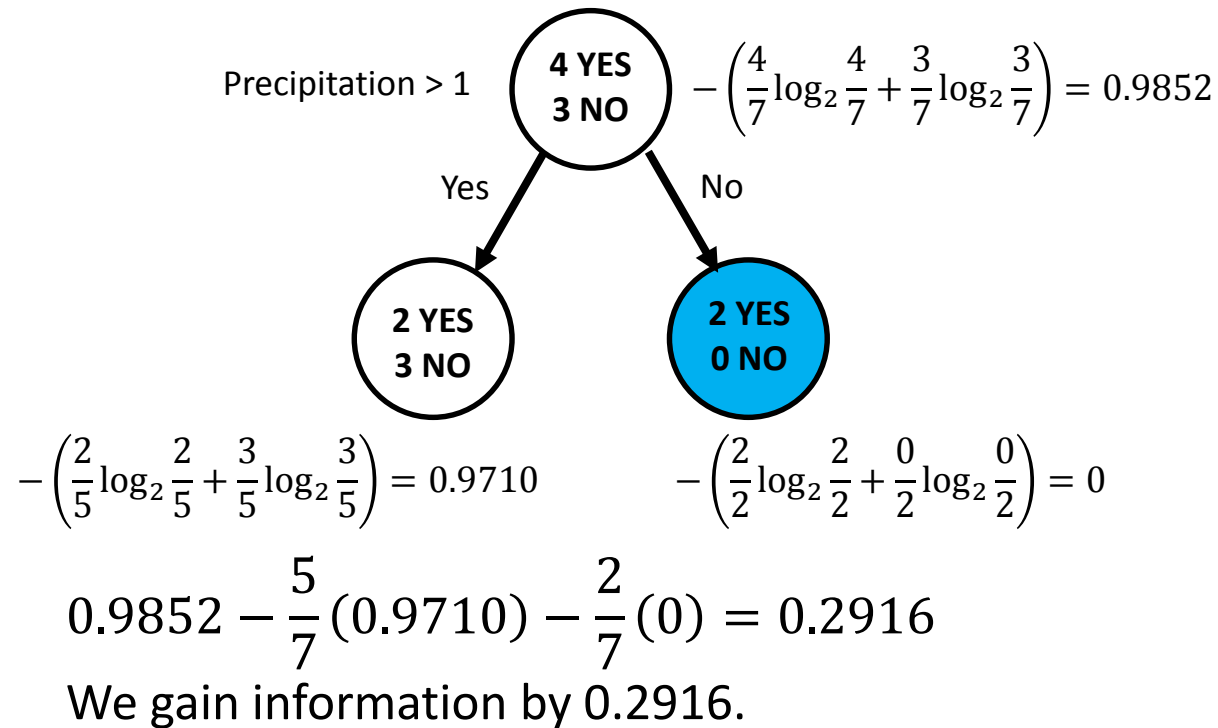 Precipitation > 1
4 YES
3 NO
−(4/7 log₂ 4/7 + 3/7 log₂ 3/7) = 0.9852
Yes
No
2 YES
3 NO
2 YES
0 NO
−(2/5 log₂ 2/5 + 3/5 log₂ 3/5) = 0.9710
−(2/2 log₂ 2/2 + 0/2 log₂ 0/2) = 0
0.9852 − 5/7 (0.9710) − 2/7 (0) = 0.2916
We gain information by 0.2916.